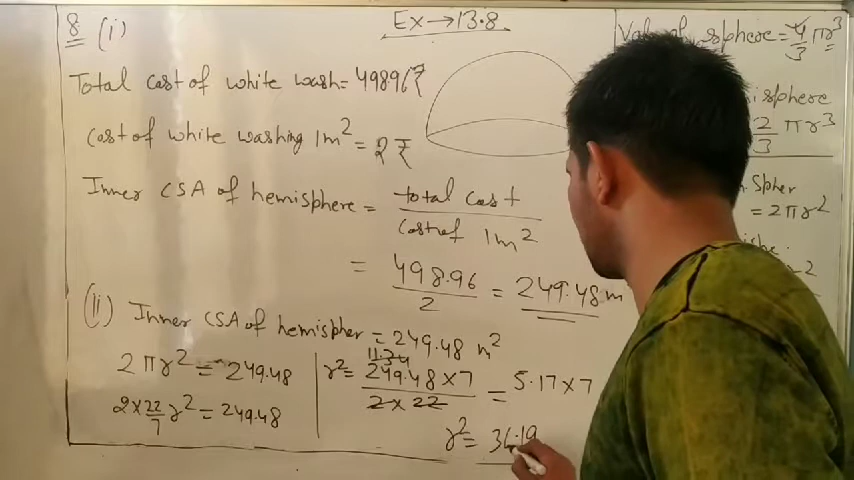 Ex→13.8
8 (i)
Total cost of white wash = 498.96₹
Cost of white washing 1m² = 2₹
Inner CSA of hemisphere = total cost / Cost of 1m²
= 498.96 / 2 = 249.48 m
(ii) Inner CSA of hemispher = 249.48 m²
2πr² = 249.48
2×22/7 r² = 249.48
11.34
r² = 249.48×7 / 2×22 = 5.17×7
r² = 36.19
sphere = 4/3 πr³
sphere
2/3 πr³
Spher
= 2πr²